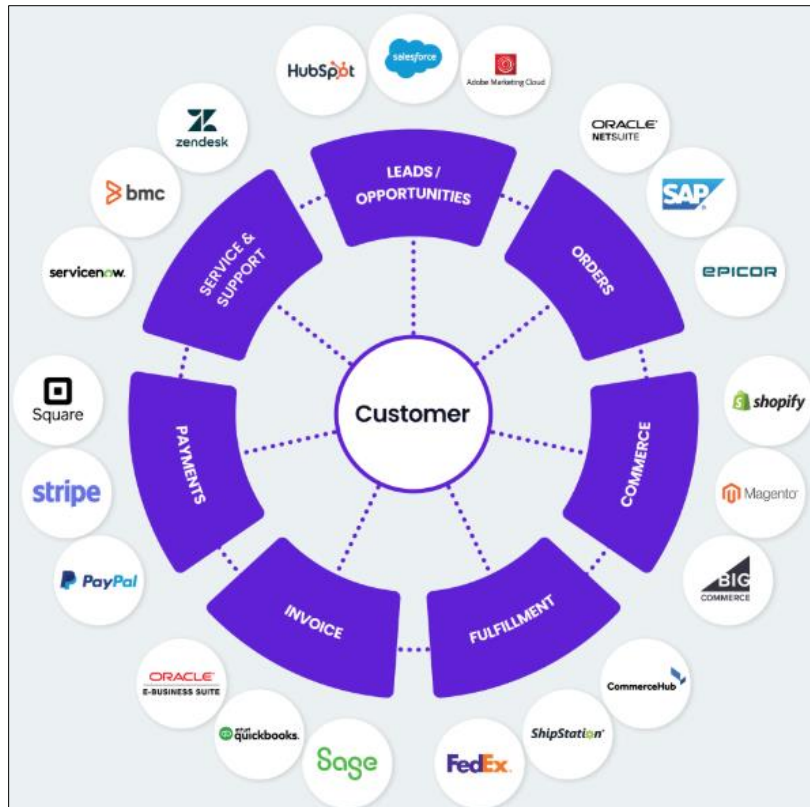 HubSpot
salesforce
Adobe Marketing Cloud
zendesk
ORACLE®
NETSUITE
bmc
SAP®
servicenow.
EPICOR
LEADS /
OPPORTUNITIES
SERVICE &
SUPPORT
ORDERS
Customer
Square
shopify
PAYMENTS
COMMERCE
stripe
Magento®
PayPal
BIG
COMMERCE
INVOICE
FULFILLMENT
ORACLE®
E-BUSINESS SUITE
CommerceHub
intuit
quickbooks.
ShipStation®
Sage
FedEx®